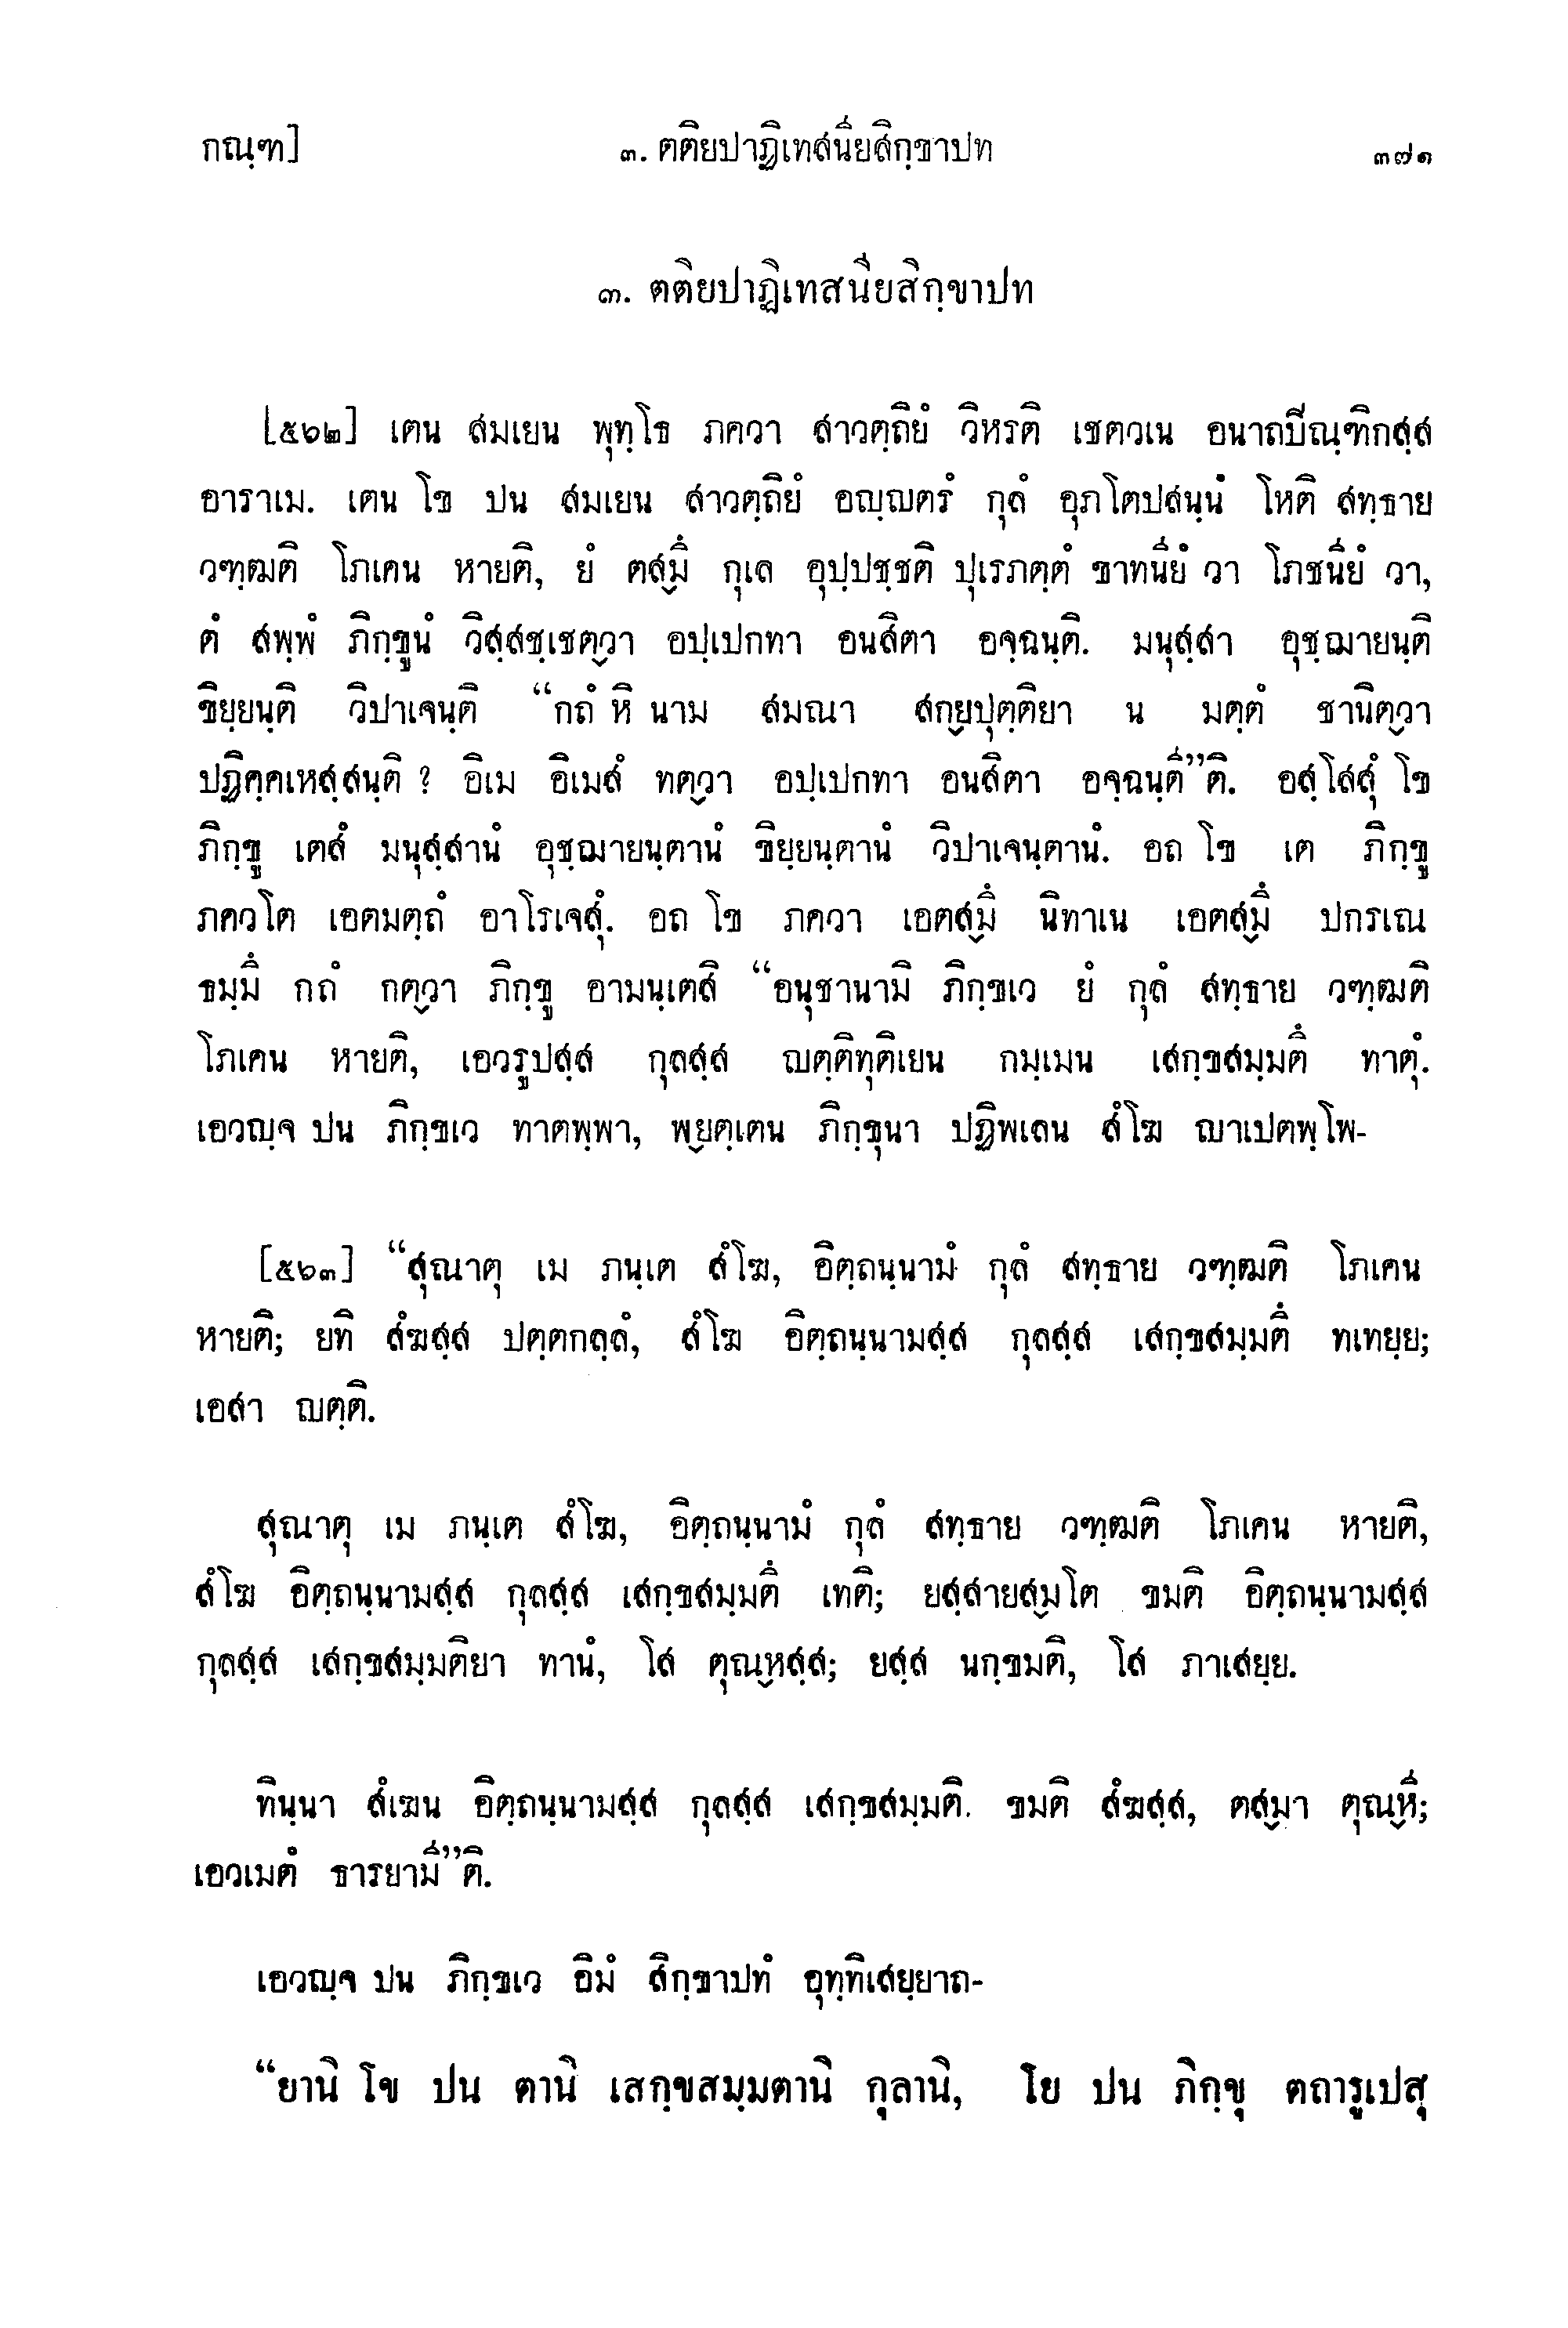 กณฺฑ] ๓. ตติยปาฏิเทสนียสิกฺขาปท ๓๗๑
๓. ตติยปาฏิเทสนียสิกฺขาปท
[๕๖๒] เตน สมเยน พุทฺโธ ภควา สาวตฺถิยํ วิหรติ เชตวเน อนาถปิณฺฑิกสฺส
อาราเม. เตน โข ปน สมเยน สาวตฺถิยํ อญฺญตรํ กุลํ อุภโตปสนฺนํ โหติ สทฺธาย
วฑฺฒติ โภเคน หายติ, ยํ ตสฺมึ กุเล อุปฺปชฺชติ ปุเรภตฺตํ ขาทนียํ วา โภชนียํ วา,
ตํ สพฺพํ ภิกฺขูนํ วิสฺสชฺเชตฺวา อปฺเปกทา อนสิตา อจฺฉนฺติ. มนุสฺสา อุชฺฌายนฺติ
ขิยฺยนฺติ วิปาเจนฺติ “กถํ หิ นาม สมณา สกฺยปุตฺติยา น มตฺตํ ชานิตฺวา
ปฏิคฺคเหสฺสนฺติ ? อิเม อิเมสํ ทตฺวา อปฺเปกทา อนสิตา อจฺฉนฺตี”ติ. อสฺโสสุํ โข
ภิกฺขู เตสํ มนุสฺสานํ อุชฺฌายนฺตานํ ขิยฺยนฺตานํ วิปาเจนฺตานํ. อถ โข เต ภิกฺขู
ภควโต เอตมตฺถํ อาโรเจสุํ. อถ โข ภควา เอตสฺมึ นิทาเน เอตสฺมึ ปกรเณ
ธมฺมึ กถํ กตฺวา ภิกฺขู อามนฺเตสิ “อนุชานามิ ภิกฺขเว ยํ กุลํ สทฺธาย วฑฺฒติ
โภเคน หายติ, เอวรูปสฺส กุลสฺส ญตฺติทุติเยน กมฺเมน เสกฺขสมฺมตึ ทาตุํ.
เอวญฺจ ปน ภิกฺขเว ทาตพฺพา, พฺยตฺเตน ภิกฺขุนา ปฏิพเลน สํโฆ ญาเปตพฺโพ-
[๕๖๓] “สุณาตุ เม ภนฺเต สํโฆ, อิตฺถนฺนามํ กุลํ สทฺธาย วฑฺฒติ โภเคน
หายติ; ยทิ สํฆสฺส ปตฺตกลฺลํ, สํโฆ อิตฺถนฺนามสฺส กุลสฺส เสกฺขสมฺมตึ ทเทยฺย;
เอสา ญตฺติ.
สุณาตุ เม ภนฺเต สํโฆ, อิตฺถนฺนามํ กุลํ สทฺธาย วฑฺฒติ โภเคน หายติ,
สํโฆ อิตฺถนฺนามสฺส กุลสฺส เสกฺขสมฺมตึ เทติ; ยสฺสายสฺมโต ขมติ อิตฺถนฺนามสฺส
กุลสฺส เสกฺขสมฺมติยา ทานํ, โส ตุณฺหสฺส; ยสฺส นกฺขมติ, โส ภาเสยฺย.
ทินฺนา สํเฆน อิตฺถนฺนามสฺส กุลสฺส เสกฺขสมฺมติ. ขมติ สํฆสฺส, ตสฺมา ตุณฺหี;
เอวเมตํ ธารยามี”ติ.
เอวญฺจ ปน ภิกฺขเว อิมํ สิกฺขาปทํ อุทฺทิเสยฺยาถ-
“ยานิ โข ปน ตานิ เสกฺขสมฺมตานิ กุลานิ, โย ปน ภิกฺขุ ตถารูเปสุ